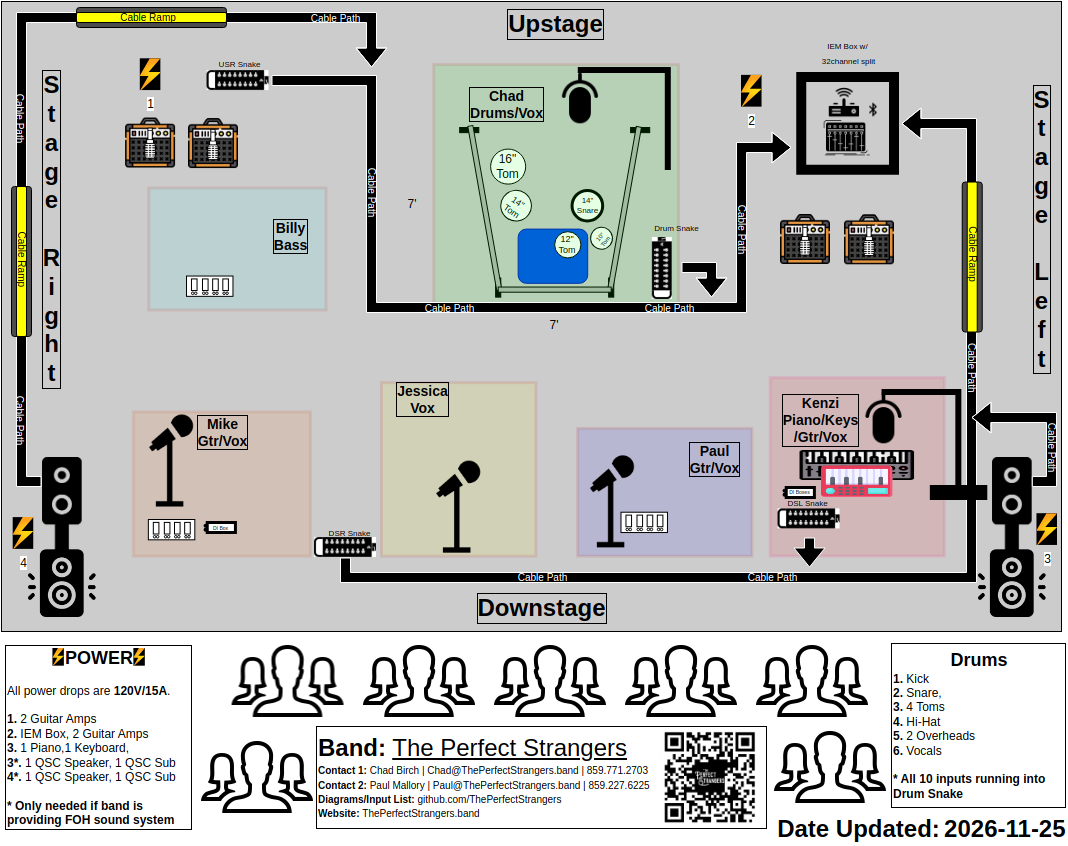 Cable Ramp
Cable Path
Upstage
USR Snake
1
Stage Right
Cable Path
Cable Ramp
Cable Path
Billy
Bass
Cable Path
7'
Chad
Drums/Vox
16"
Tom
14"
Tom
14"
Snare
12"
Tom
10"
Tom
Drum Snake
Cable Path
Cable Path
7'
Cable Path
2
IEM Box w/
32channel split
Stage Left
Cable Ramp
Cable Path
Cable Path
Mike
Gtr/Vox
DI Box
DSR Snake
Jessica
Vox
Paul
Gtr/Vox
Kenzi
Piano/Keys
/Gtr/Vox
DI Boxes
DSL Snake
4
3
Cable Path
Cable Path
Downstage
POWER
All power drops are 120V/15A.
1. 2 Guitar Amps
2. IEM Box, 2 Guitar Amps
3. 1 Piano,1 Keyboard,
3*. 1 QSC Speaker, 1 QSC Sub
4*. 1 QSC Speaker, 1 QSC Sub
* Only needed if band is
providing FOH sound system
Band: The Perfect Strangers
Contact 1: Chad Birch | Chad@ThePerfectStrangers.band | 859.771.2703
Contact 2: Paul Mallory | Paul@ThePerfectStrangers.band | 859.227.6225
Diagrams/Input List: github.com/ThePerfectStrangers
Website: ThePerfectStrangers.band
PERFECT
STRANGERS
Drums
1. Kick
2. Snare,
3. 4 Toms
4. Hi-Hat
5. 2 Overheads
6. Vocals
* All 10 inputs running into
Drum Snake
Date Updated: 2026-11-25